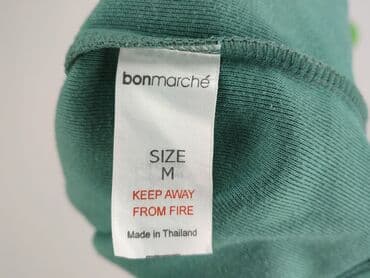 bonmarché
SIZE
M
KEEP AWAY
FROM FIRE
Made in Thailand